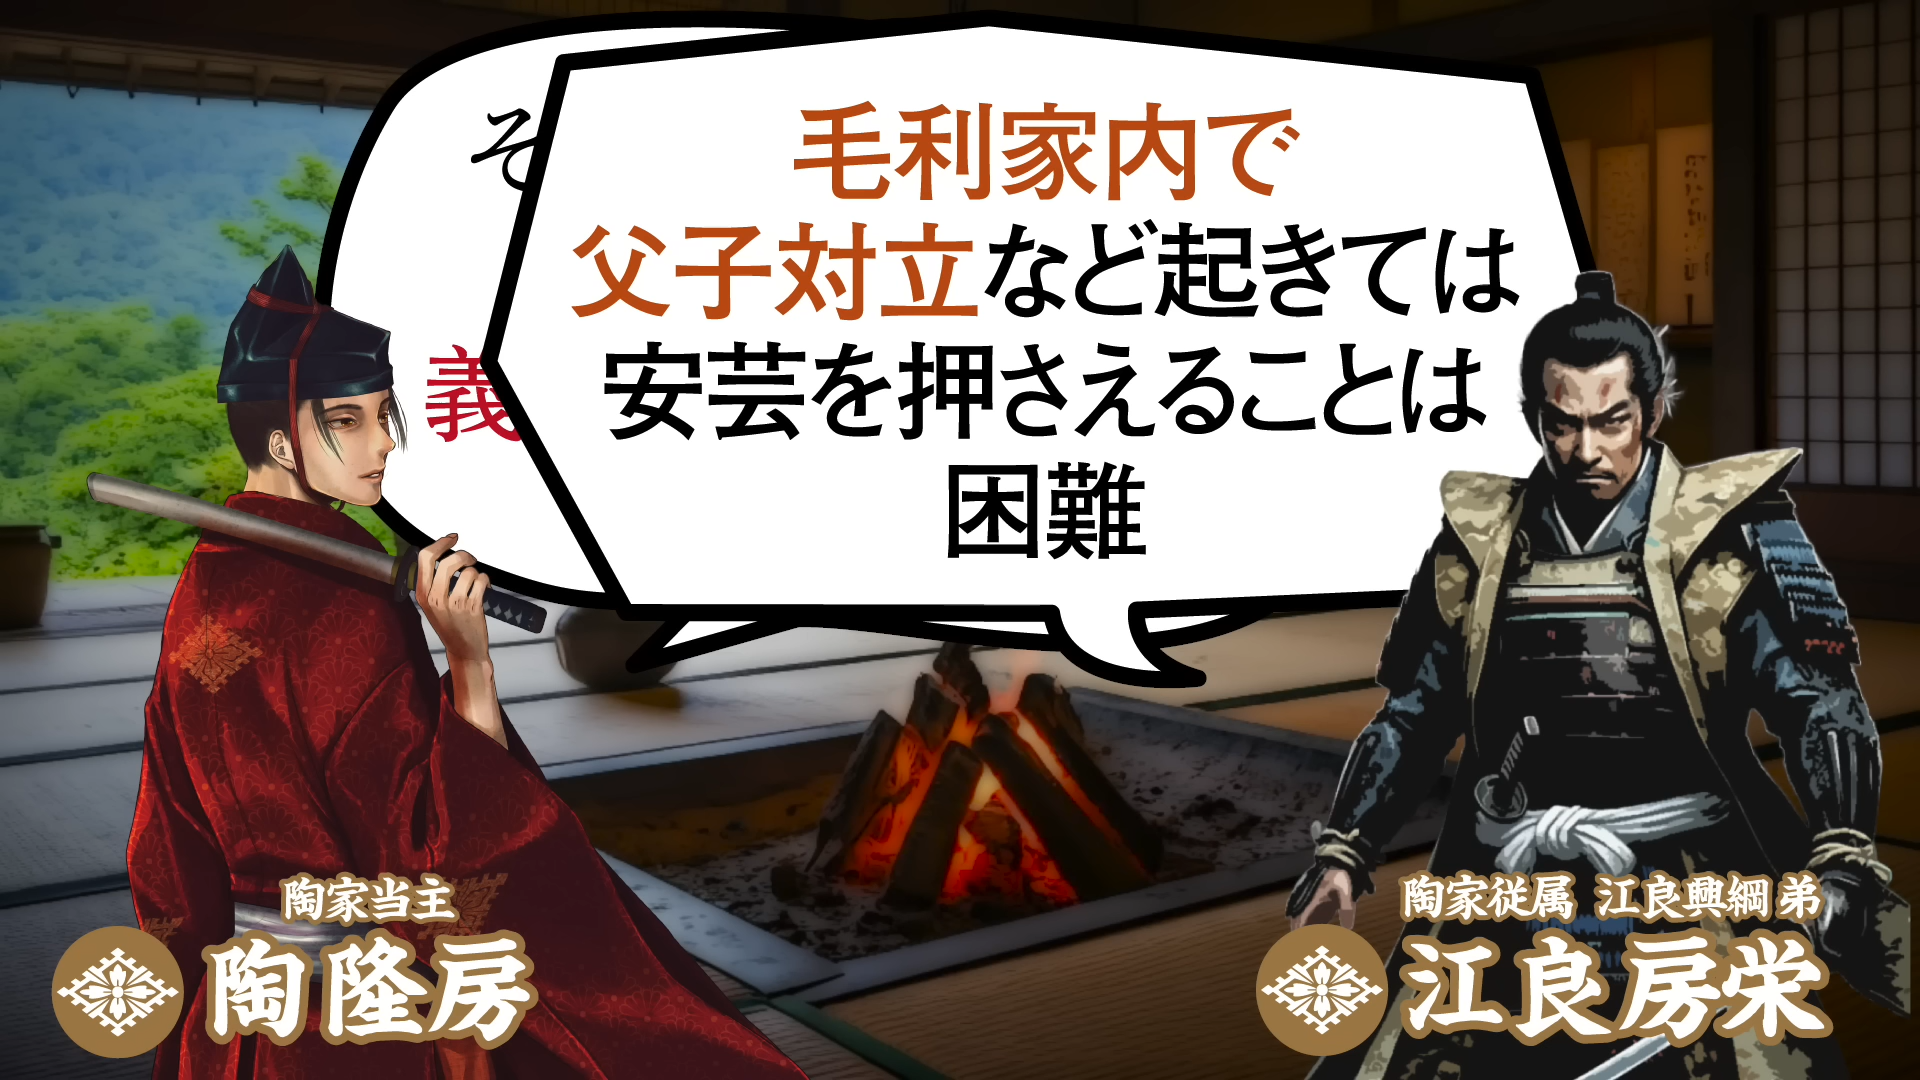 そ
義
毛利家内で
父子対立など起きては
安芸を押さえることは
困難
陶家当主
陶隆房
陶家従属 江良興綱 弟
江良房栄